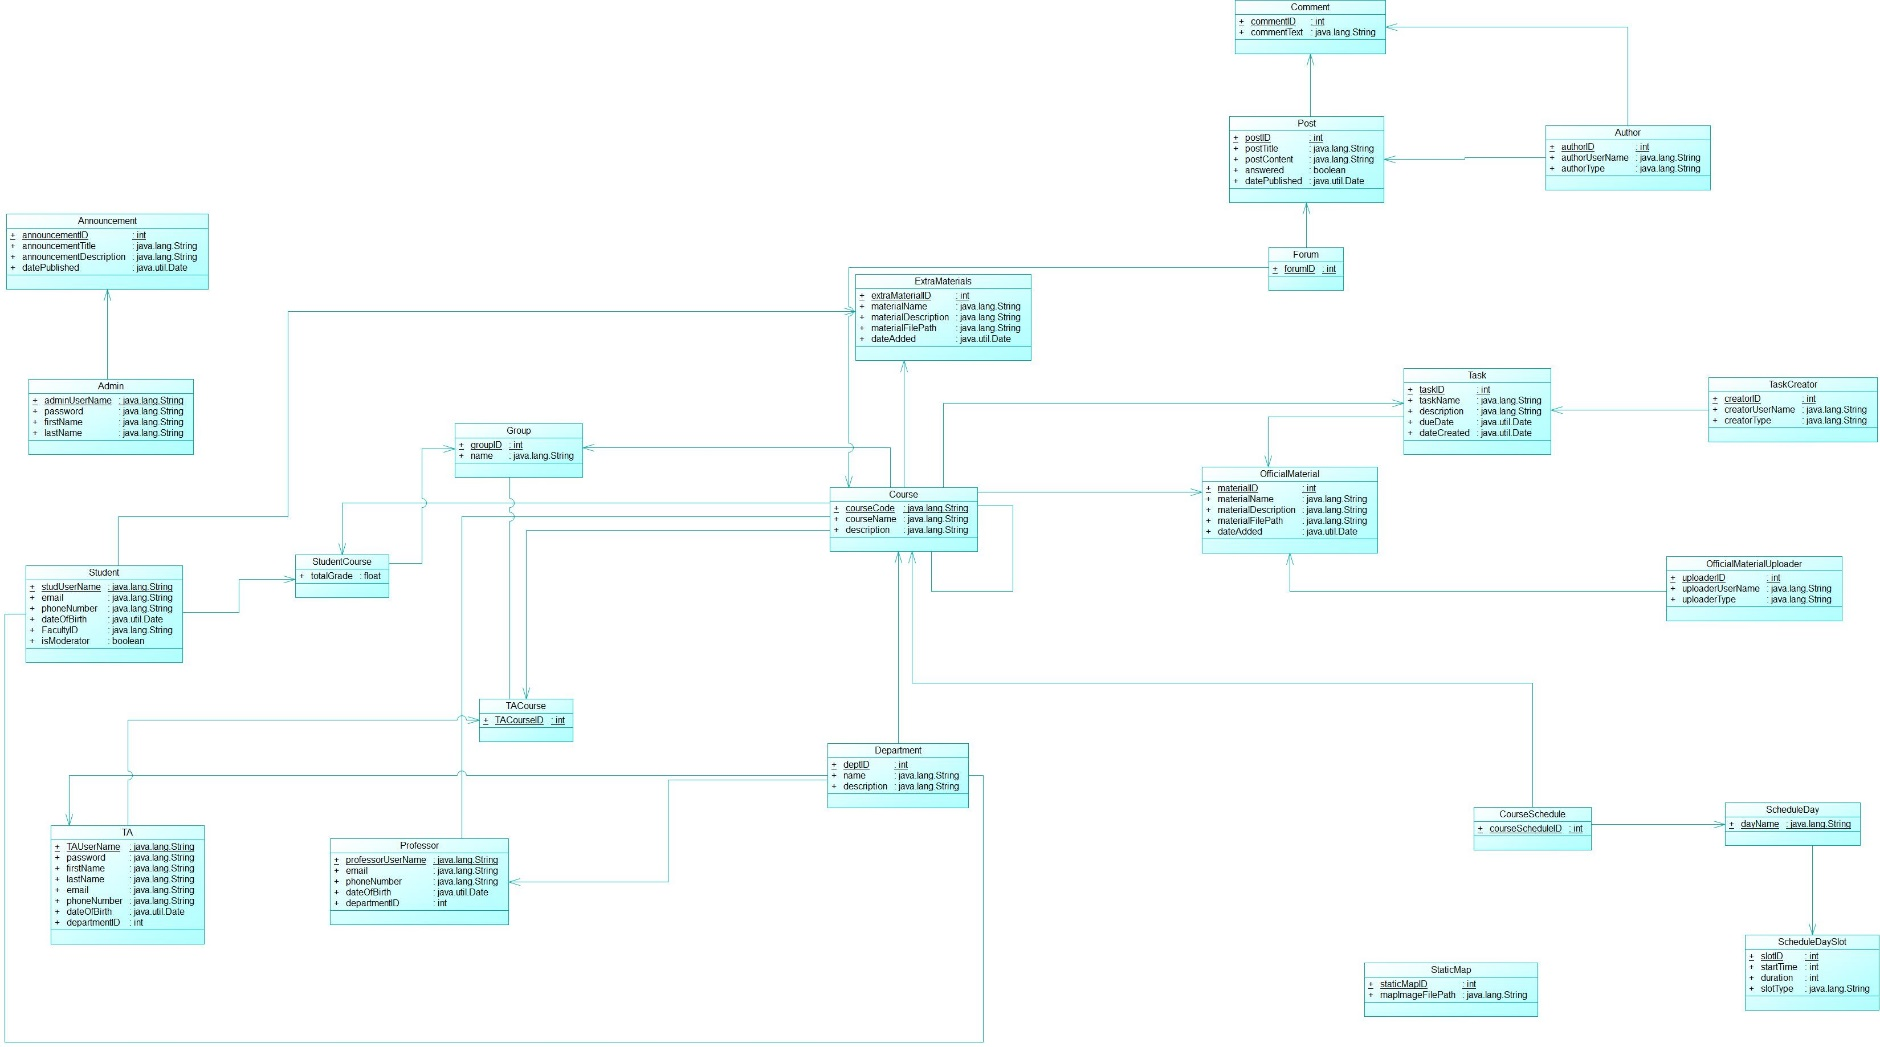 Comment
+ commentID : int
+ commentText : java.lang.String
Post
+ postID : int
+ postTitle : java.lang.String
+ postContent : java.lang.String
+ answered : boolean
+ datePublished : java.util.Date
Author
+ authorID : int
+ authorUserName : java.lang.String
+ authorType : java.lang.String
Announcement
+ announcementID : int
+ announcementTitle : java.lang.String
+ announcementDescription : java.lang.String
+ datePublished : java.util.Date
Forum
+ forumID : int
ExtraMaterials
+ extraMaterialID : int
+ materialName : java.lang.String
+ materialDescription : java.lang.String
+ materialFilePath : java.lang.String
+ dateAdded : java.util.Date
Admin
+ adminUserName : java.lang.String
+ password : java.lang.String
+ firstName : java.lang.String
+ lastName : java.lang.String
Task
+ taskID : int
+ taskName : java.lang.String
+ description : java.lang.String
+ dueDate : java.util.Date
+ dateCreated : java.util.Date
TaskCreator
+ creatorID : int
+ creatorUserName : java.lang.String
+ creatorType : java.lang.String
Group
+ groupID : int
+ name : java.lang.String
OfficialMaterial
+ materialID : int
+ materialName : java.lang.String
+ materialDescription : java.lang.String
+ materialFilePath : java.lang.String
+ dateAdded : java.util.Date
Course
+ courseCode : java.lang.String
+ courseName : java.lang.String
+ description : java.lang.String
StudentCourse
+ totalGrade : float
OfficialMaterialUploader
+ uploaderID : int
+ uploaderUserName : java.lang.String
+ uploaderType : java.lang.String
Student
+ studUserName : java.lang.String
+ email : java.lang.String
+ phoneNumber : java.lang.String
+ dateOfBirth : java.util.Date
+ FacultyID : java.lang.String
+ isModerator : boolean
TACourse
+ TACourseID : int
Department
+ deptID : int
+ name : java.lang.String
+ description : java.lang.String
CourseSchedule
+ courseScheduleID : int
ScheduleDay
+ dayName : java.lang.String
TA
+ TAUserName : java.lang.String
+ password : java.lang.String
+ firstName : java.lang.String
+ lastName : java.lang.String
+ email : java.lang.String
+ phoneNumber : java.lang.String
+ dateOfBirth : java.util.Date
+ departmentID : int
Professor
+ professorUserName : java.lang.String
+ email : java.lang.String
+ phoneNumber : java.lang.String
+ dateOfBirth : java.util.Date
+ departmentID : int
ScheduleDaySlot
+ slotID : int
+ startTime : int
+ duration : int
+ slotType : java.lang.String
StaticMap
+ staticMapID : int
+ mapImageFilePath : java.lang.String